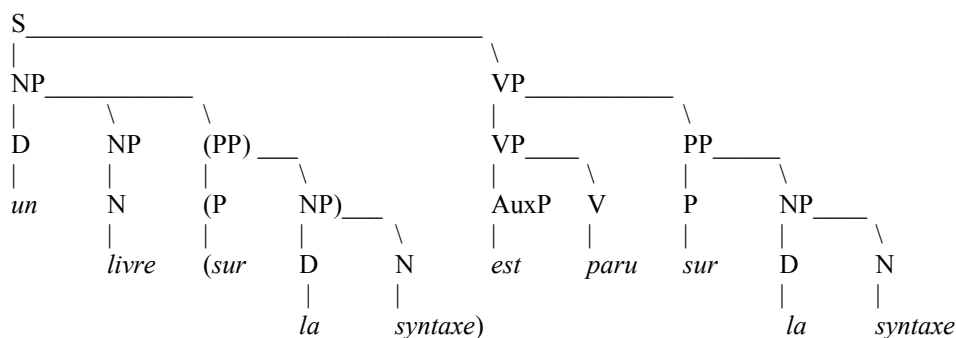 S
NP VP
D NP (PP) VP PP
un N (P NP) AuxP V P NP
livre (sur D N est paru sur D N
la syntaxe) la syntaxe